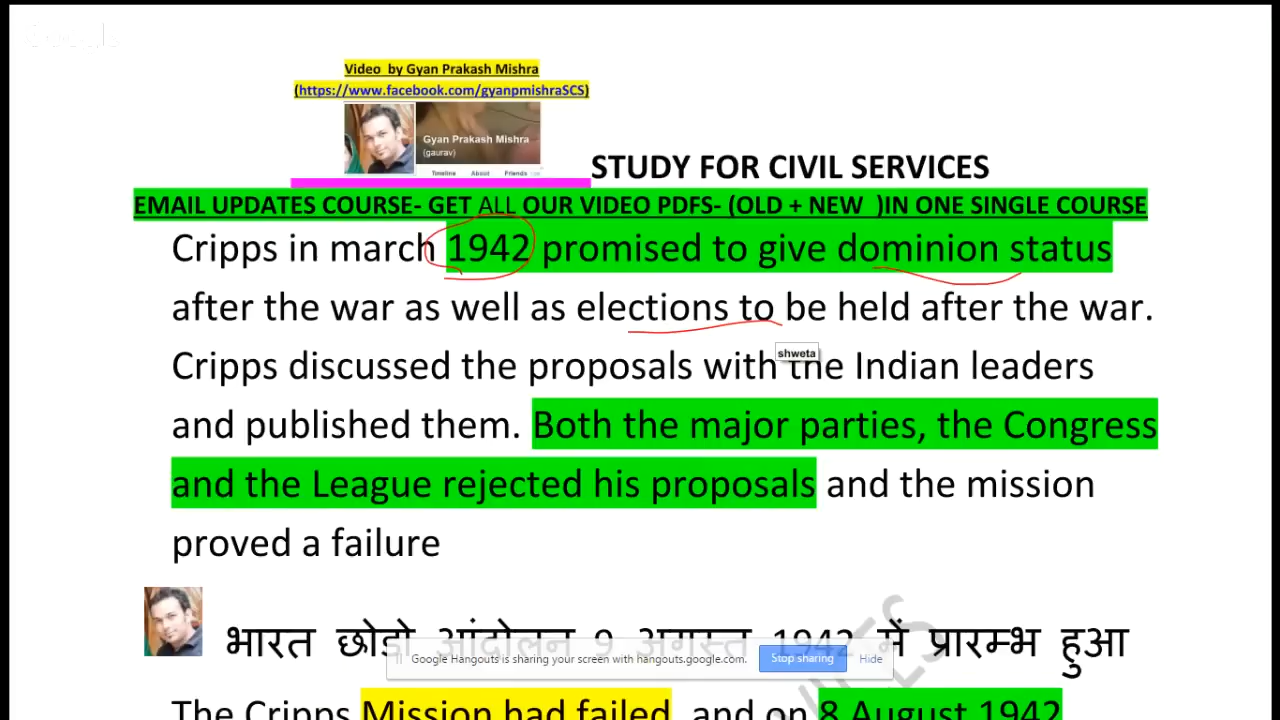 Google
Video by Gyan Prakash Mishra
(https://www.facebook.com/gyanpmishraSCS)
Gyan Prakash Mishra
(gaurav)
Timeline About Friends
STUDY FOR CIVIL SERVICES
EMAIL UPDATES COURSE- GET ALL OUR VIDEO PDFS- (OLD + NEW )IN ONE SINGLE COURSE
Cripps in march 1942 promised to give dominion status
after the war as well as elections to be held after the war.
shweta
Cripps discussed the proposals with the Indian leaders
and published them. Both the major parties, the Congress
and the League rejected his proposals and the mission
proved a failure
भारत छोडो आंदोलन 9 अगस्त 1942 में प्रारम्भ हुआ
Google Hangouts is sharing your screen with hangouts.google.com. Stop sharing Hide
The Cripps Mission had failed, and on 8 August 1942